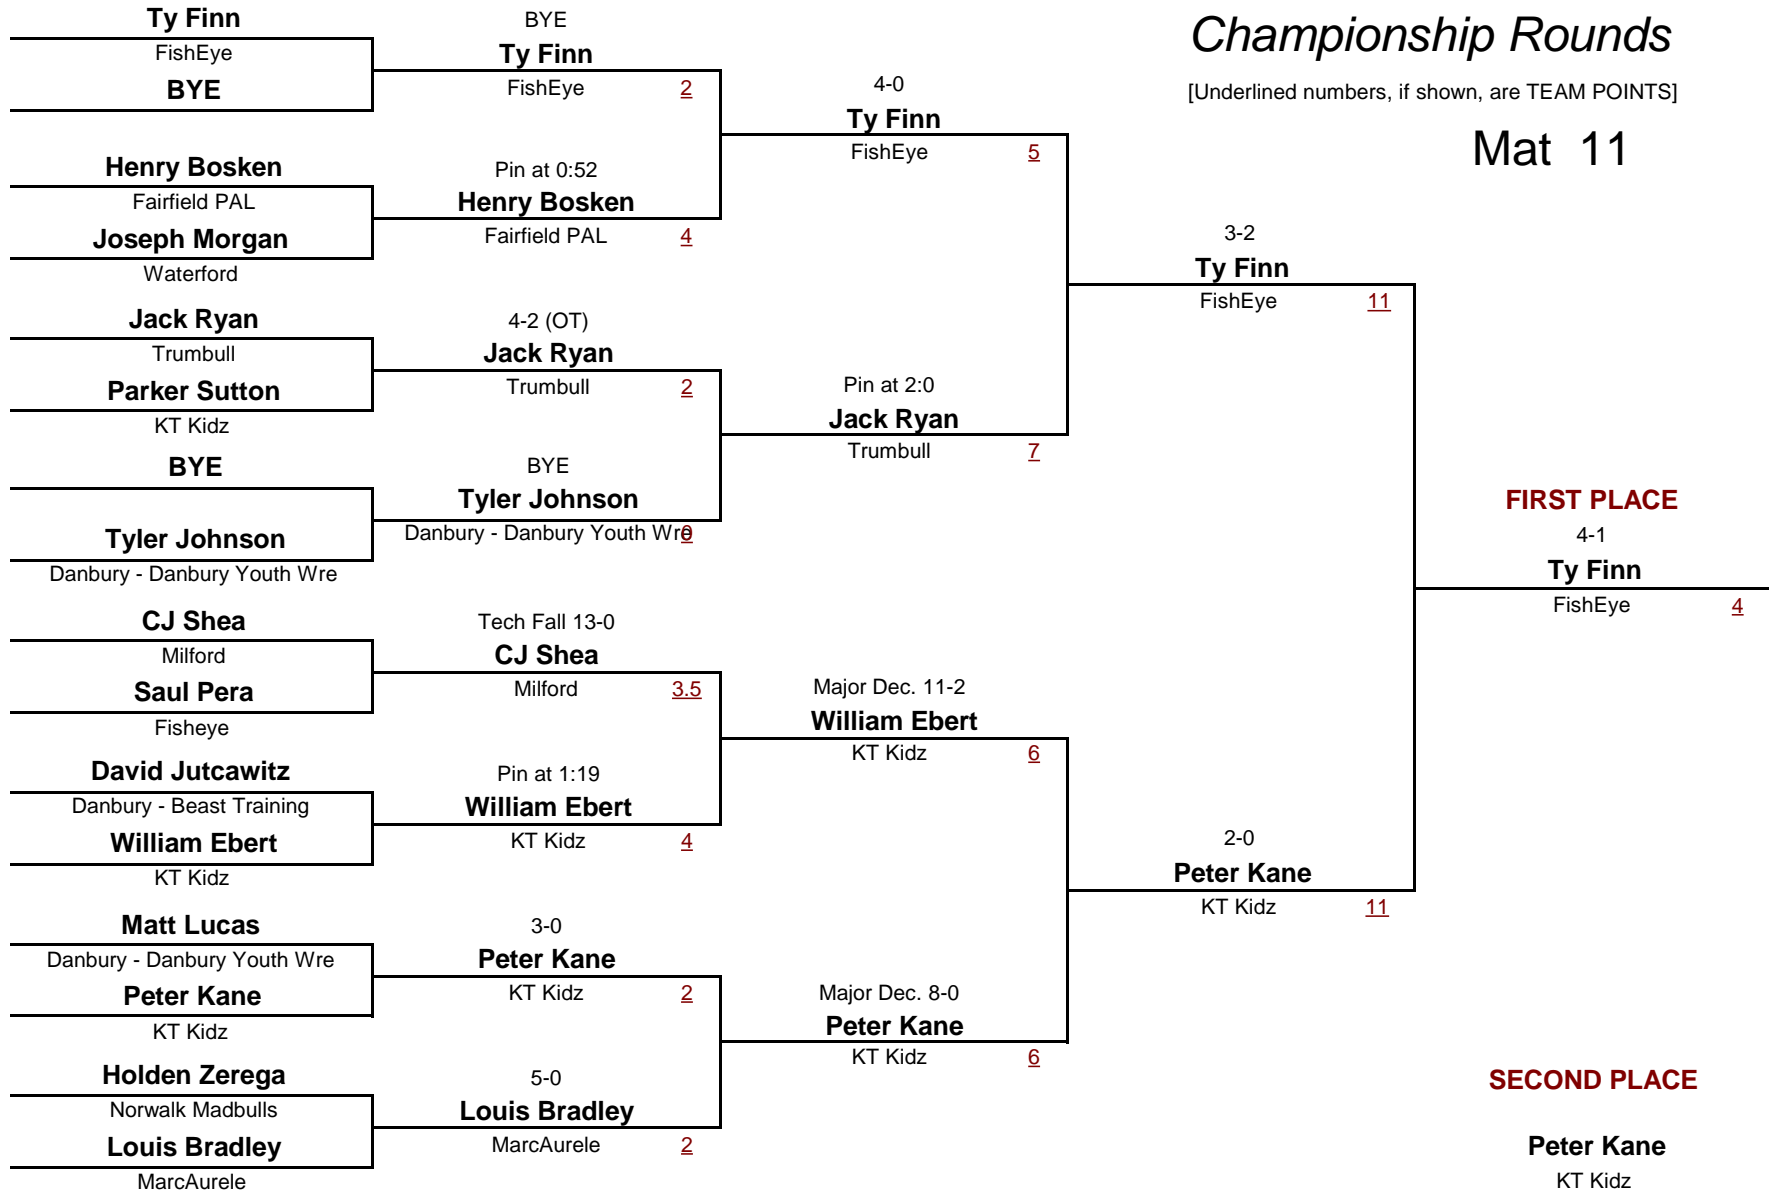 Championship Rounds
[Underlined numbers, if shown, are TEAM POINTS]
Mat 11
Ty Finn
FishEye
BYE
Henry Bosken
Fairfield PAL
Joseph Morgan
Waterford
Jack Ryan
Trumbull
Parker Sutton
KT Kidz
BYE
Tyler Johnson
Danbury - Danbury Youth Wre
CJ Shea
Milford
Saul Pera
Fisheye
David Jutcawitz
Danbury - Beast Training
William Ebert
KT Kidz
Matt Lucas
Danbury - Danbury Youth Wre
Peter Kane
KT Kidz
Holden Zerega
Norwalk Madbulls
Louis Bradley
MarcAurele
BYE
Ty Finn
FishEye 2
Pin at 0:52
Henry Bosken
Fairfield PAL 4
4-2 (OT)
Jack Ryan
Trumbull 2
BYE
Tyler Johnson
Danbury - Danbury Youth Wre 0
Tech Fall 13-0
CJ Shea
Milford 3.5
Pin at 1:19
William Ebert
KT Kidz 4
3-0
Peter Kane
KT Kidz 2
5-0
Louis Bradley
MarcAurele 2
4-0
Ty Finn
FishEye 5
Pin at 2:0
Jack Ryan
Trumbull 7
Major Dec. 11-2
William Ebert
KT Kidz 6
Major Dec. 8-0
Peter Kane
KT Kidz 6
3-2
Ty Finn
FishEye 11
2-0
Peter Kane
KT Kidz 11
FIRST PLACE
4-1
Ty Finn
FishEye 4
SECOND PLACE
Peter Kane
KT Kidz